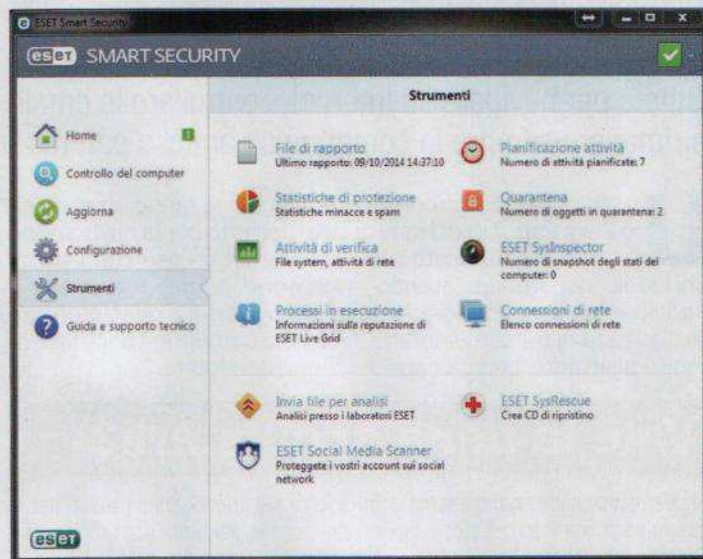 ESET Smart Security
eset SMART SECURITY
Strumenti
Home
Controllo del computer
Aggiorna
Configurazione
Strumenti
Guida e supporto tecnico
File di rapporto
Ultimo rapporto: 09/10/2014 14:37:10
Pianificazione attività
Numero di attività pianificate: 7
Statistiche di protezione
Statistiche minacce e spam
Quarantena
Numero di oggetti in quarantena: 2
Attività di verifica
File system, attività di rete
ESET SysInspector
Numero di snapshot degli stati del
computer: 0
Processi in esecuzione
Informazioni sulla reputazione di
ESET Live Grid
Connessioni di rete
Elenco connessioni di rete
Invia file per analisi
Analisi presso i laboratori ESET
ESET SysRescue
Crea CD di ripristino
ESET Social Media Scanner
Proteggete i vostri account sui social
network
eset